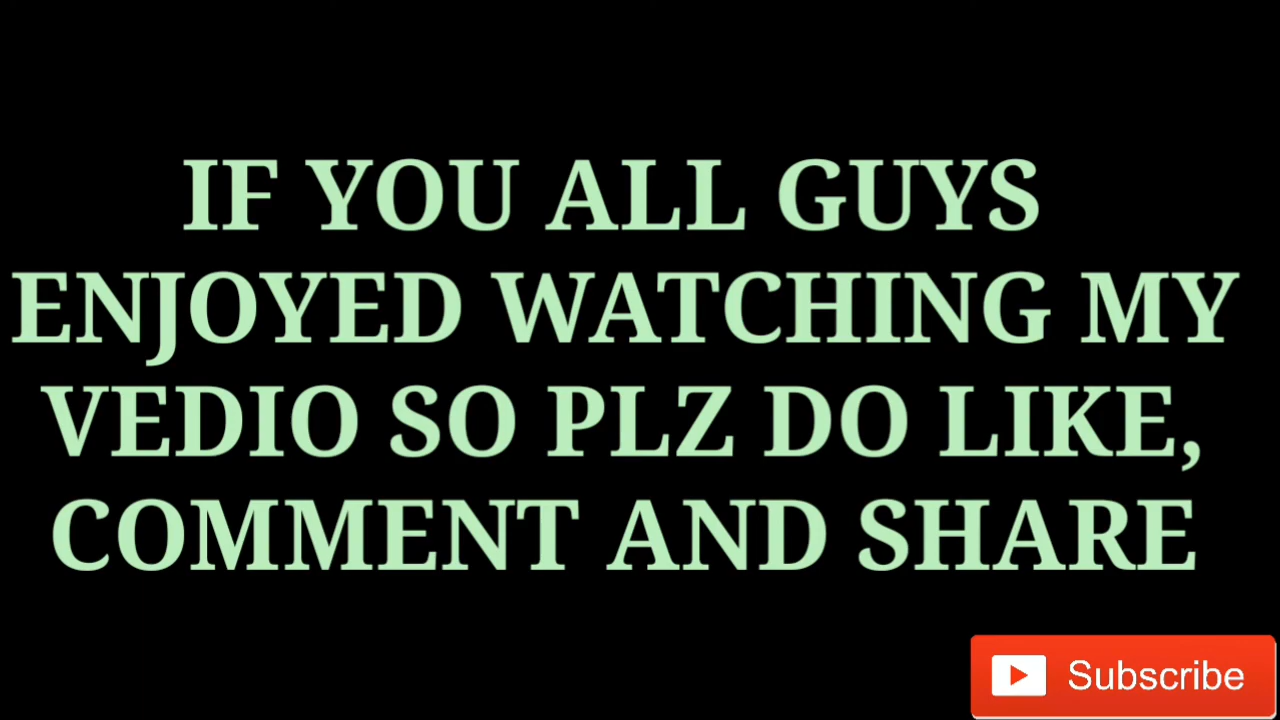 IF YOU ALL GUYS
ENJOYED WATCHING MY
VEDIO SO PLZ DO LIKE,
COMMENT AND SHARE
Subscribe